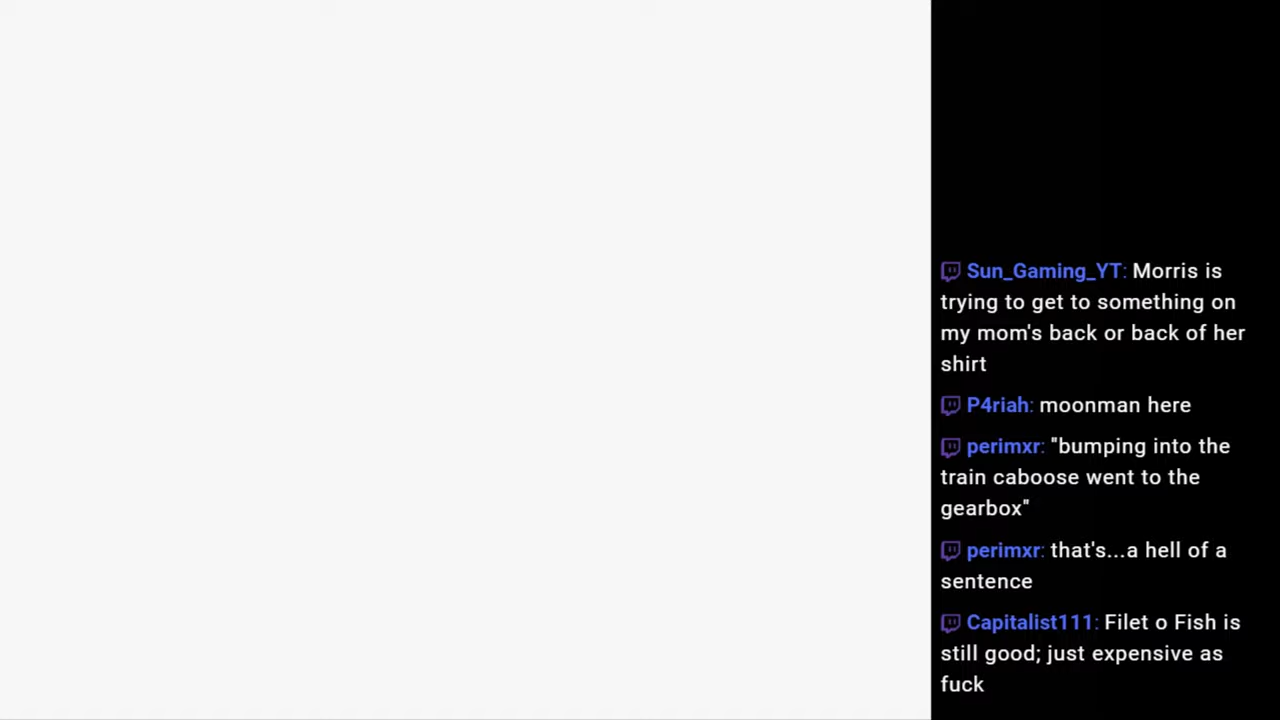 Sun_Gaming_YT: Morris is
trying to get to something on
my mom's back or back of her
shirt
P4riah: moonman here
perimxr: "bumping into the
train caboose went to the
gearbox"
perimxr: that's...a hell of a
sentence
Capitalist111: Filet o Fish is
still good; just expensive as
fuck